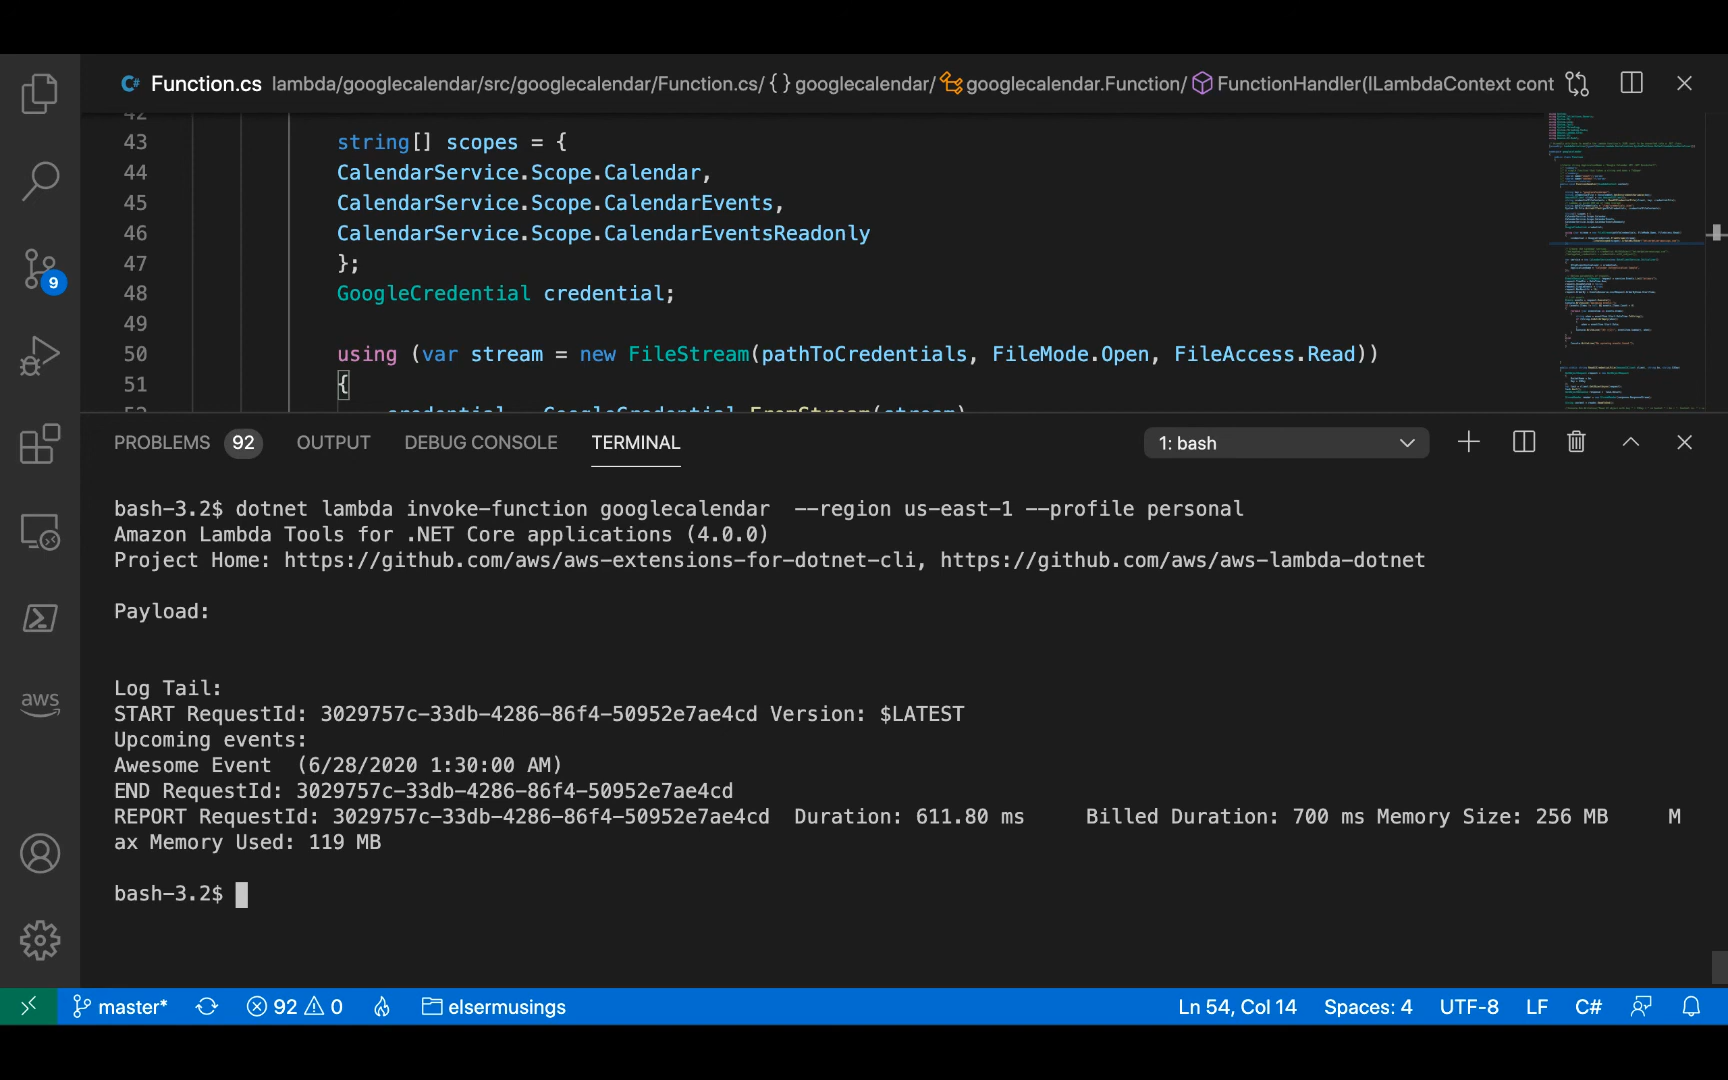 Function.cs lambda/googlecalendar/src/googlecalendar/Function.cs/ { } googlecalendar/ googlecalendar.Function/ FunctionHandler(ILambdaContext cont
42
43 string[] scopes = {
44 CalendarService.Scope.Calendar,
45 CalendarService.Scope.CalendarEvents,
46 CalendarService.Scope.CalendarEventsReadonly
47 };
48 GoogleCredential credential;
49
50 using (var stream = new FileStream(pathToCredentials, FileMode.Open, FileAccess.Read))
51 {
52 credential = GoogleCredential.FromStream(stream)
9
aws
PROBLEMS 92 OUTPUT DEBUG CONSOLE TERMINAL 1: bash
bash-3.2$ dotnet lambda invoke-function googlecalendar  --region us-east-1 --profile personal
Amazon Lambda Tools for .NET Core applications (4.0.0)
Project Home: https://github.com/aws/aws-extensions-for-dotnet-cli, https://github.com/aws/aws-lambda-dotnet
Payload:
Log Tail:
START RequestId: 3029757c-33db-4286-86f4-50952e7ae4cd Version: $LATEST
Upcoming events:
Awesome Event  (6/28/2020 1:30:00 AM)
END RequestId: 3029757c-33db-4286-86f4-50952e7ae4cd
REPORT RequestId: 3029757c-33db-4286-86f4-50952e7ae4cd  Duration: 611.80 ms     Billed Duration: 700 ms Memory Size: 256 MB     M
ax Memory Used: 119 MB
bash-3.2$
master* 92 0 elsermusings Ln 54, Col 14 Spaces: 4 UTF-8 LF C#